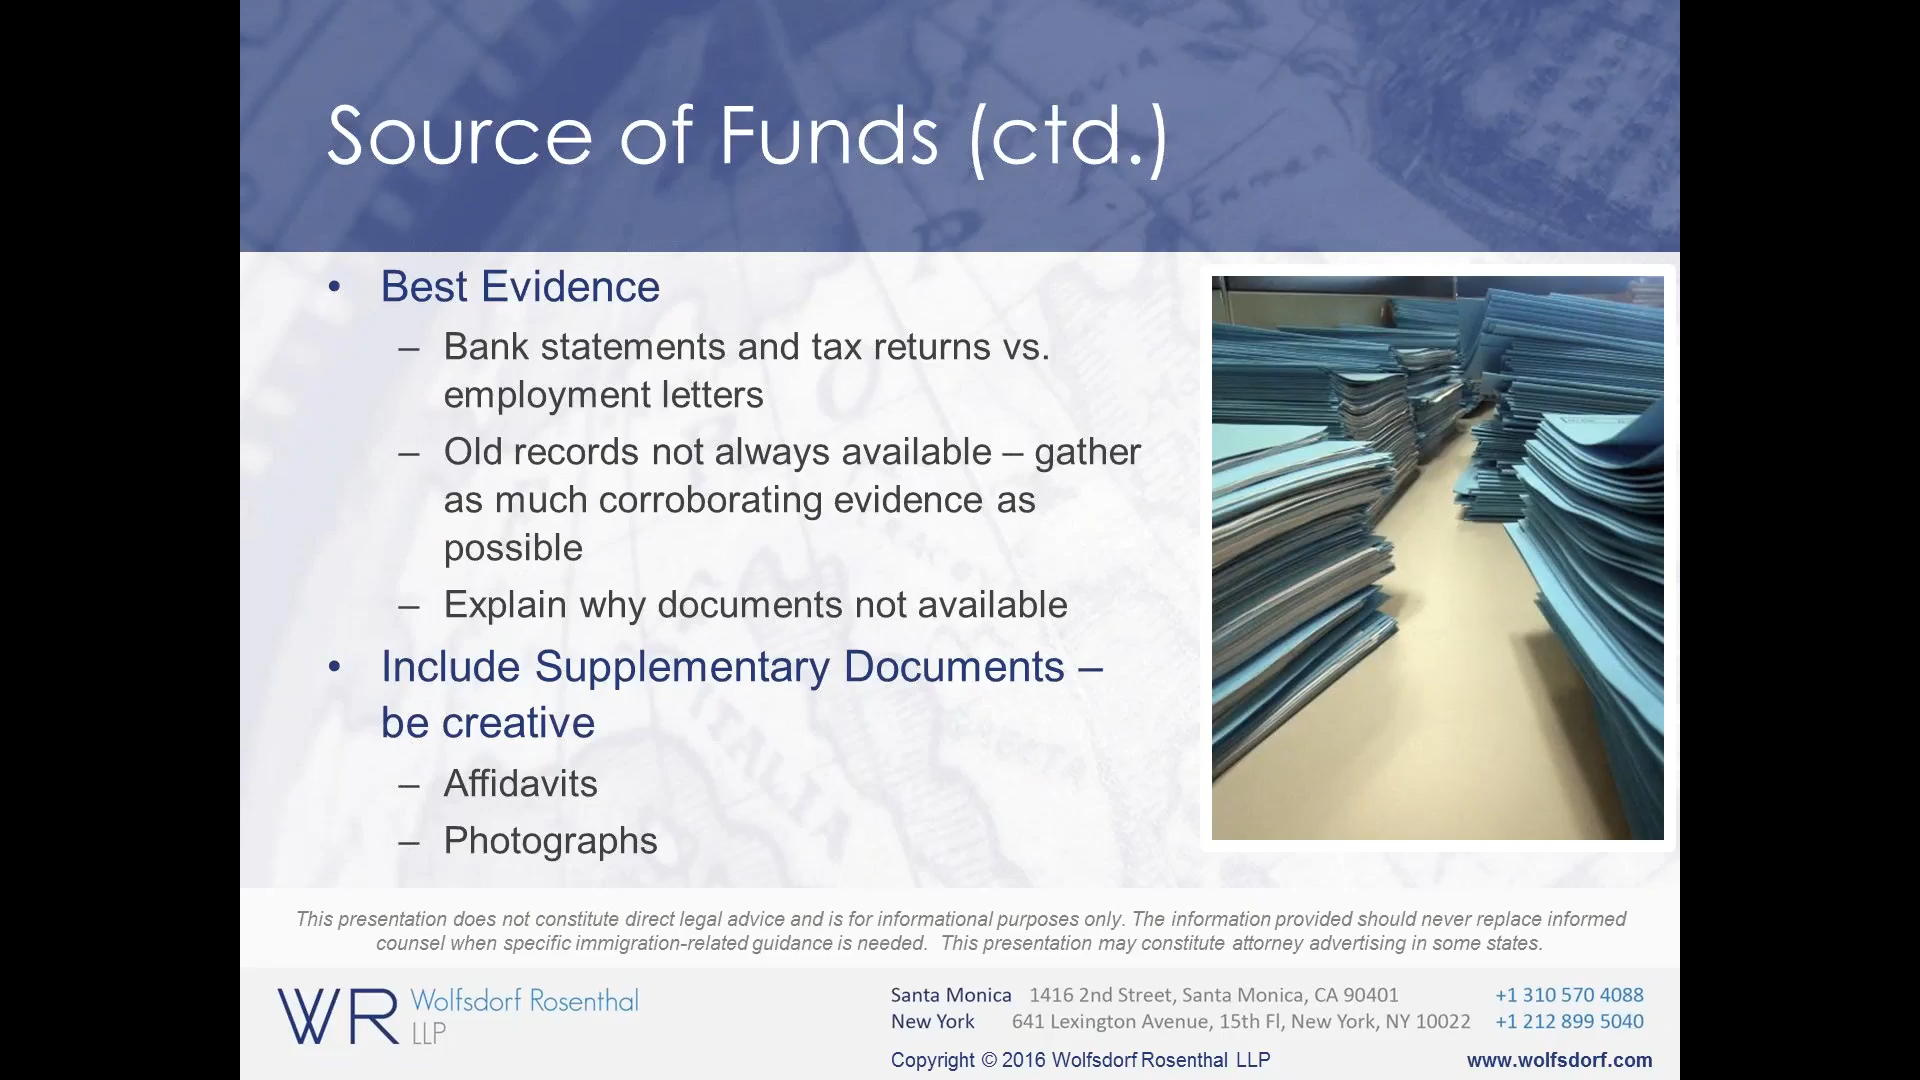 Source of Funds (ctd.)
• Best Evidence
– Bank statements and tax returns vs.
employment letters
– Old records not always available – gather
as much corroborating evidence as
possible
– Explain why documents not available
• Include Supplementary Documents –
be creative
– Affidavits
– Photographs
ITALIA
This presentation does not constitute direct legal advice and is for informational purposes only. The information provided should never replace informed
counsel when specific immigration-related guidance is needed. This presentation may constitute attorney advertising in some states.
WR Wolfsdorf Rosenthal
LLP
Santa Monica 1416 2nd Street, Santa Monica, CA 90401 +1 310 570 4088
New York 641 Lexington Avenue, 15th Fl, New York, NY 10022 +1 212 899 5040
Copyright © 2016 Wolfsdorf Rosenthal LLP www.wolfsdorf.com